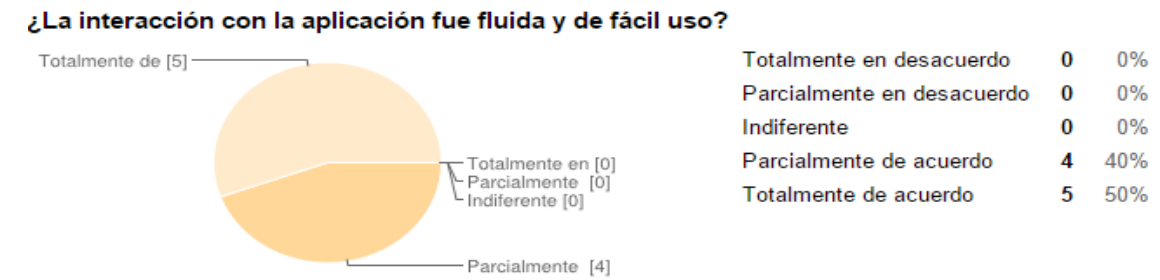 ¿La interacción con la aplicación fue fluida y de fácil uso?
Totalmente de [5]
Totalmente en [0]
Parcialmente [0]
Indiferente [0]
Parcialmente [4]
Totalmente en desacuerdo 0 0%
Parcialmente en desacuerdo 0 0%
Indiferente 0 0%
Parcialmente de acuerdo 4 40%
Totalmente de acuerdo 5 50%